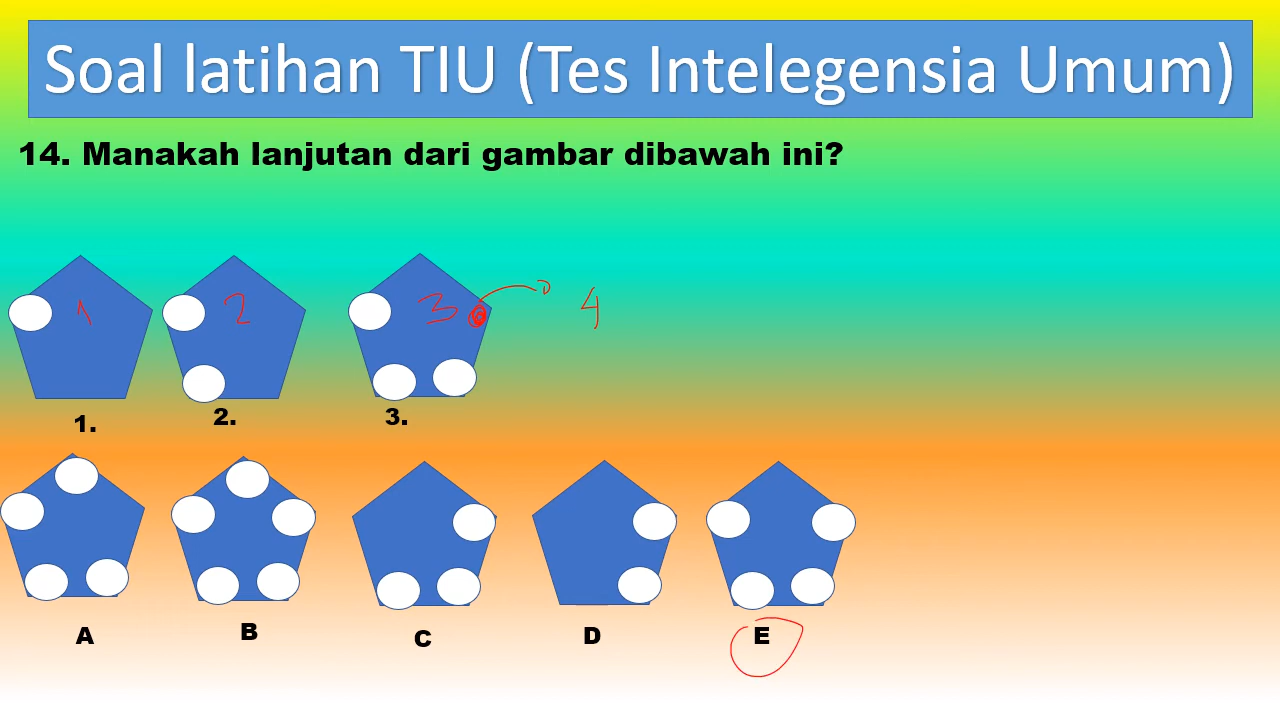 Soal latihan TIU (Tes Intelegensia Umum)
14. Manakah lanjutan dari gambar dibawah ini?
1 2 3 4
1. 2. 3.
A B C D E